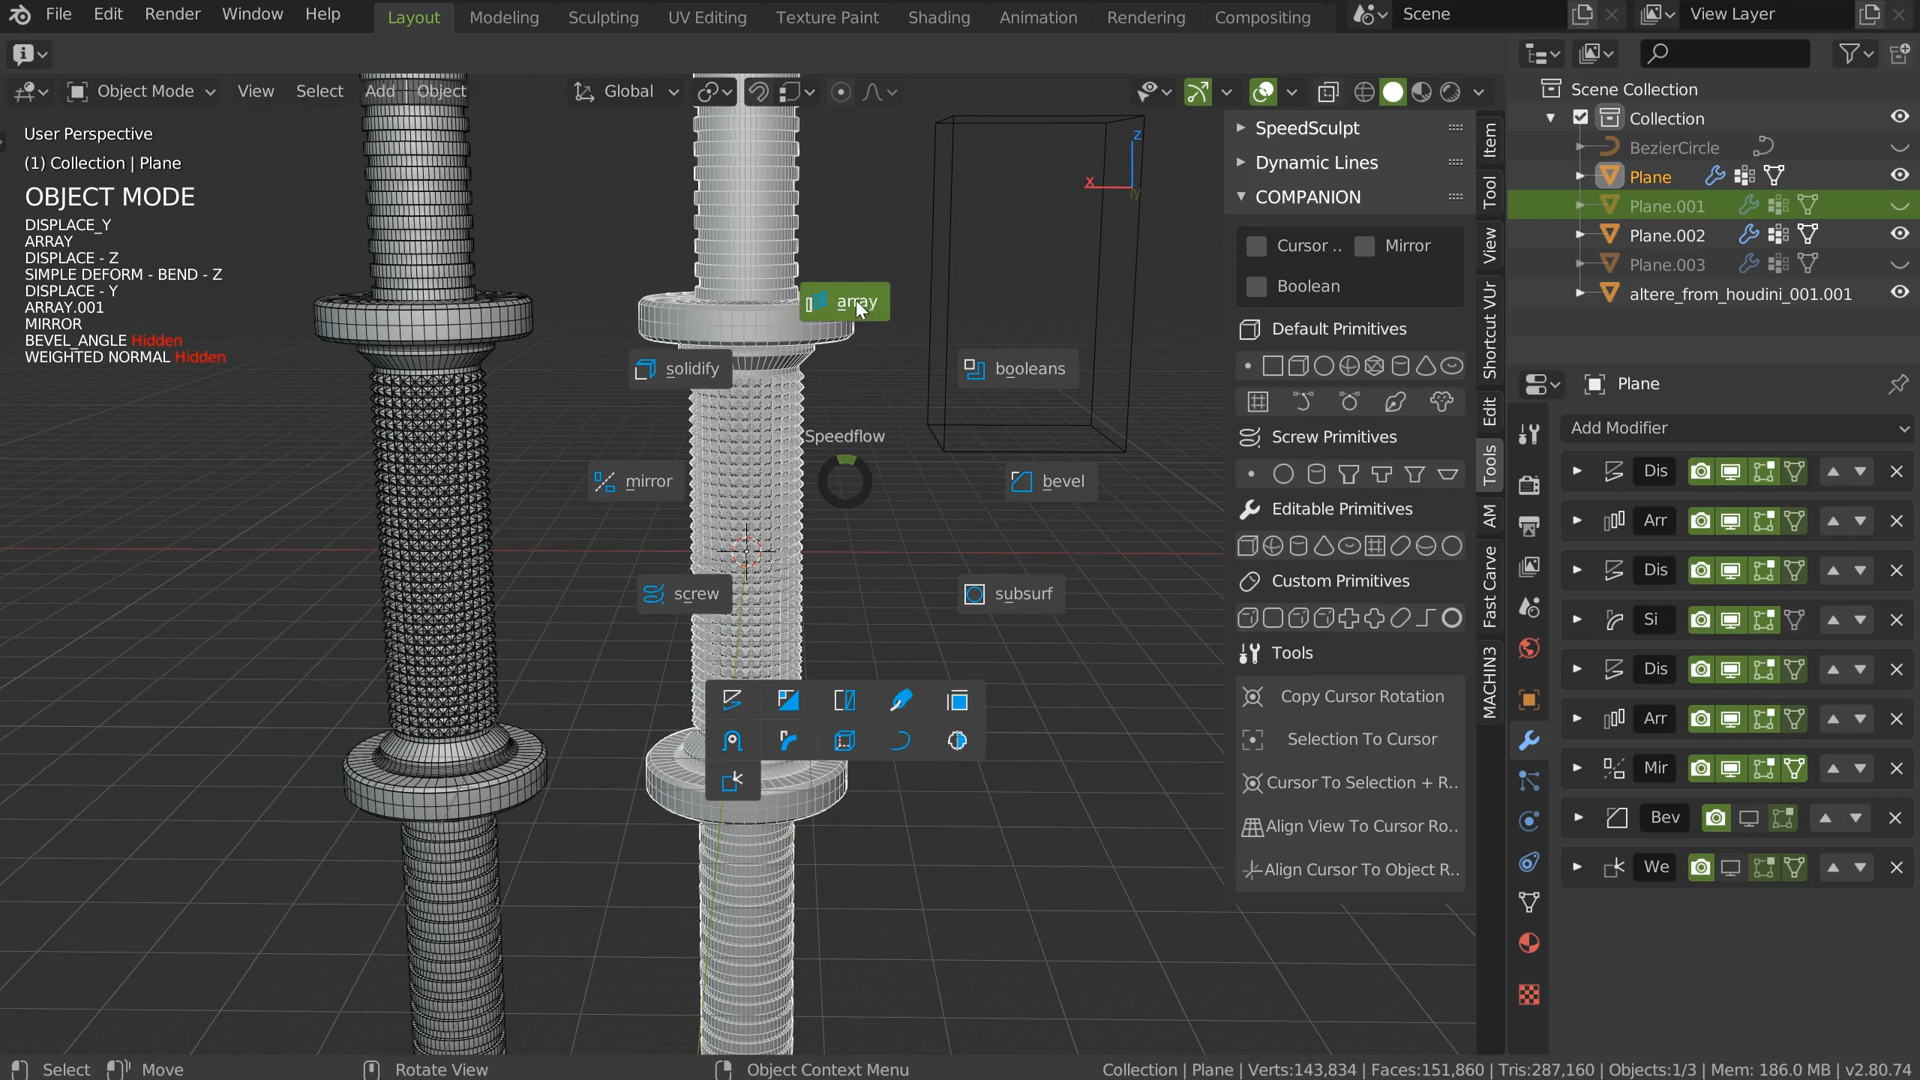 File Edit Render Window Help Layout Modeling Sculpting UV Editing Texture Paint Shading Animation Rendering Compositing Scene View Layer
Object Mode View Select Add Object Global
User Perspective
(1) Collection | Plane
OBJECT MODE
DISPLACE_Y
ARRAY
DISPLACE - Z
SIMPLE DEFORM - BEND - Z
DISPLACE - Y
ARRAY.001
MIRROR
BEVEL_ANGLE Hidden
WEIGHTED NORMAL Hidden
z
x
y
array
solidify
booleans
Speedflow
mirror
bevel
screw
subsurf
SpeedSculpt
Dynamic Lines
COMPANION
Cursor .. Mirror
Boolean
Default Primitives
Screw Primitives
Editable Primitives
Custom Primitives
Tools
Copy Cursor Rotation
Selection To Cursor
Cursor To Selection + R..
Align View To Cursor Ro..
Align Cursor To Object R..
Item
Tool
View
Shortcut VUr
Edit
Tools
AM
Fast Carve
MACHIN3
Scene Collection
Collection
BezierCircle
Plane
Plane.001
Plane.002
Plane.003
altere_from_houdini_001.001
Plane
Add Modifier
Dis
Arr
Dis
Si
Dis
Arr
Mir
Bev
We
Select Move Rotate View Object Context Menu Collection | Plane | Verts:143,834 | Faces:151,860 | Tris:287,160 | Objects:1/3 | Mem: 186.0 MB | v2.80.74